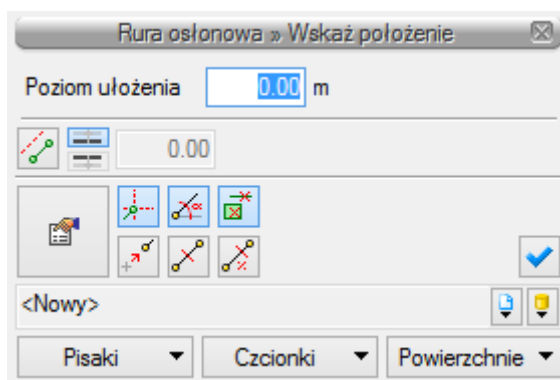 Rura osłonowa » Wskaż położenie
Poziom ułożenia 0.00 m
0.00
<Nowy>
Pisaki Czcionki Powierzchnie